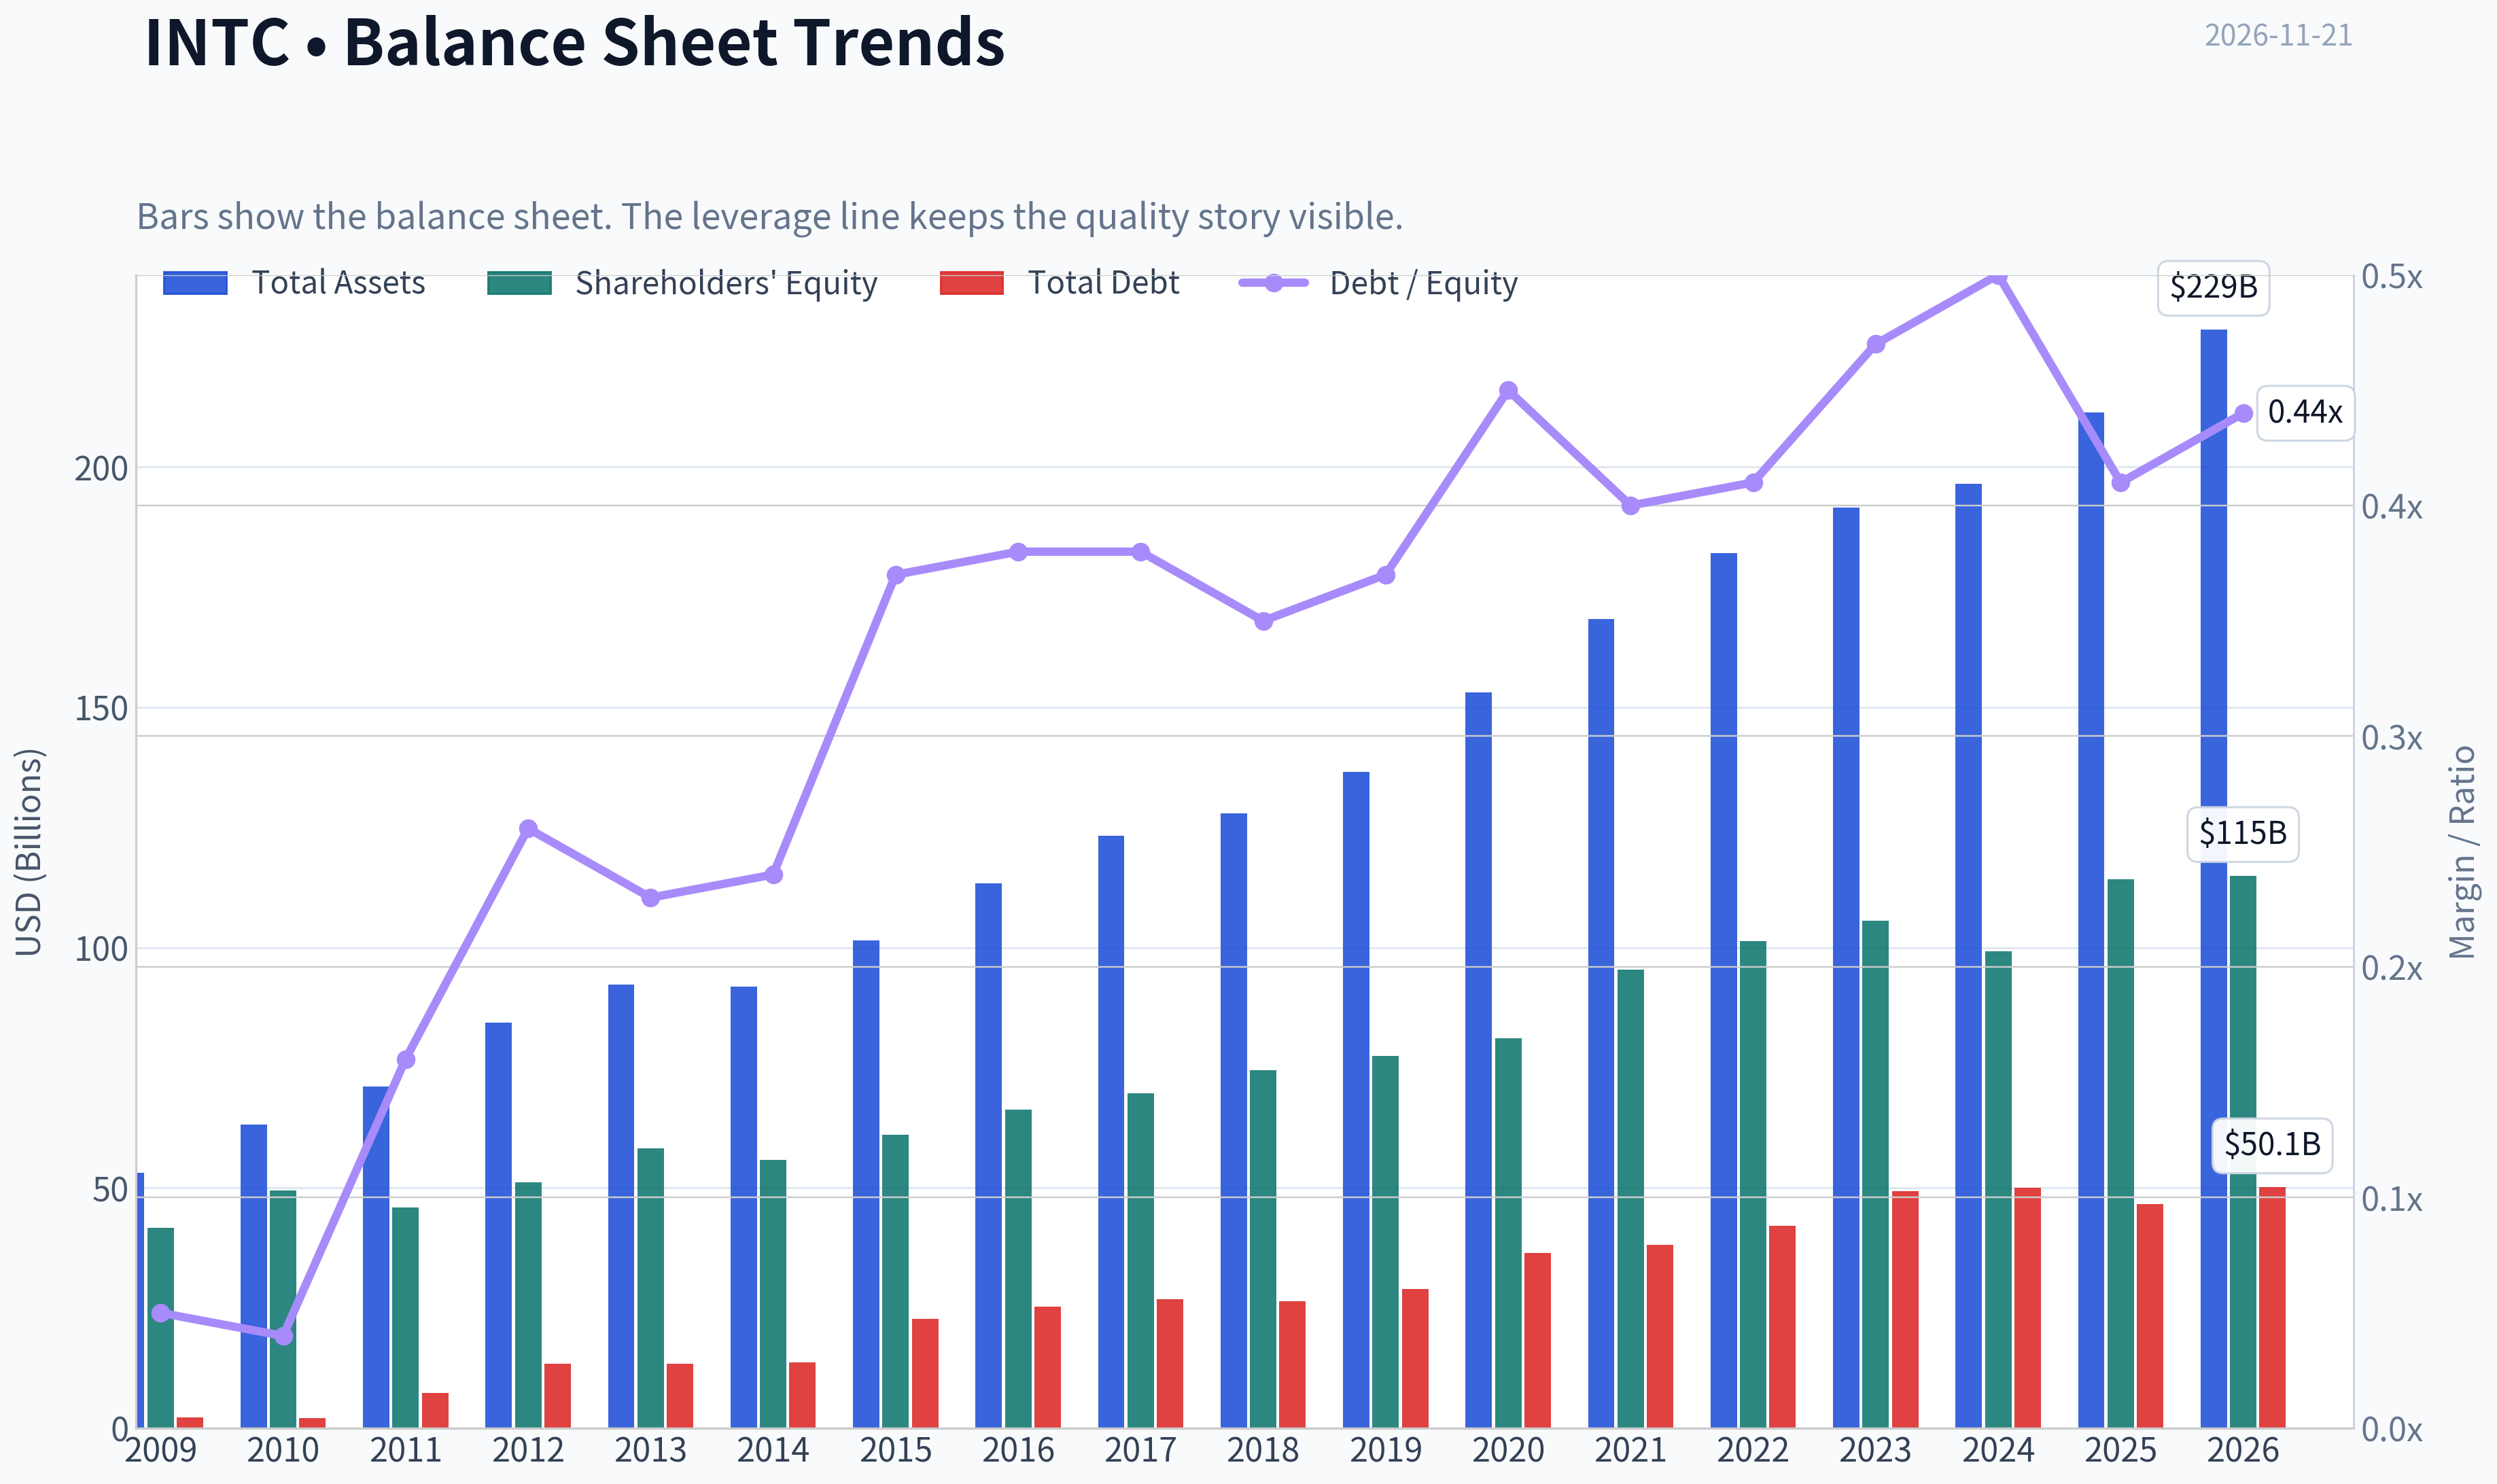 INTC • Balance Sheet Trends
2026-11-21
Bars show the balance sheet. The leverage line keeps the quality story visible.
Total Assets Shareholders' Equity Total Debt Debt / Equity
USD (Billions)
200
150
100
50
0
0.5x
0.4x
0.3x
0.2x
0.1x
0.0x
Margin / Ratio
$229B
0.44x
$115B
$50.1B
2009 2010 2011 2012 2013 2014 2015 2016 2017 2018 2019 2020 2021 2022 2023 2024 2025 2026